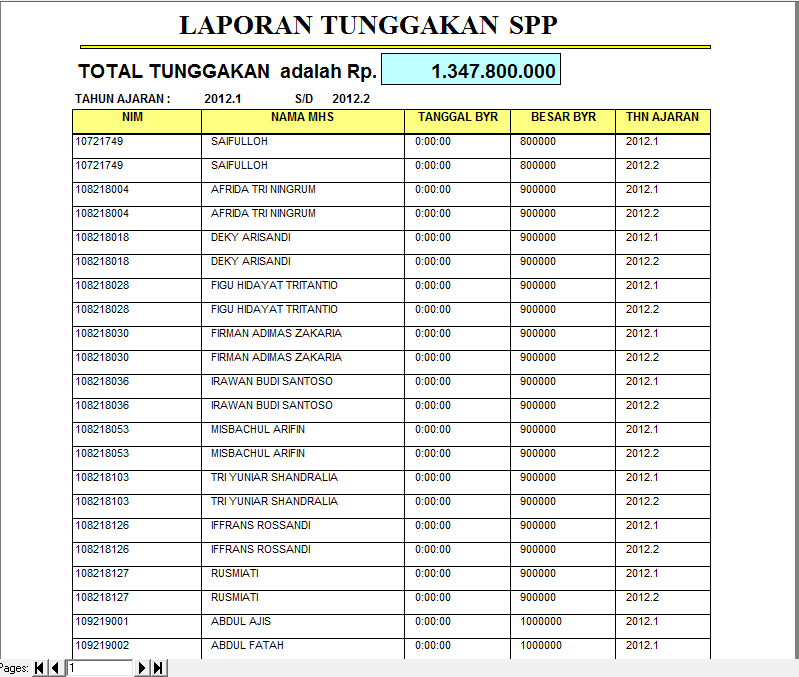 LAPORAN TUNGGAKAN SPP
TOTAL TUNGGAKAN adalah Rp. 1.347.800.000
TAHUN AJARAN : 2012.1 S/D 2012.2
NIM NAMA MHS TANGGAL BYR BESAR BYR THN AJARAN
10721749 SAIFULLOH 0:00:00 800000 2012.1
10721749 SAIFULLOH 0:00:00 800000 2012.2
108218004 AFRIDA TRI NINGRUM 0:00:00 900000 2012.1
108218004 AFRIDA TRI NINGRUM 0:00:00 900000 2012.2
108218018 DEKY ARISANDI 0:00:00 900000 2012.1
108218018 DEKY ARISANDI 0:00:00 900000 2012.2
108218028 FIGU HIDAYAT TRITANTIO 0:00:00 900000 2012.1
108218028 FIGU HIDAYAT TRITANTIO 0:00:00 900000 2012.2
108218030 FIRMAN ADIMAS ZAKARIA 0:00:00 900000 2012.1
108218030 FIRMAN ADIMAS ZAKARIA 0:00:00 900000 2012.2
108218036 IRAWAN BUDI SANTOSO 0:00:00 900000 2012.1
108218036 IRAWAN BUDI SANTOSO 0:00:00 900000 2012.2
108218053 MISBACHUL ARIFIN 0:00:00 900000 2012.1
108218053 MISBACHUL ARIFIN 0:00:00 900000 2012.2
108218103 TRI YUNIAR SHANDRALIA 0:00:00 900000 2012.1
108218103 TRI YUNIAR SHANDRALIA 0:00:00 900000 2012.2
108218126 IFFRANS ROSSANDI 0:00:00 900000 2012.1
108218126 IFFRANS ROSSANDI 0:00:00 900000 2012.2
108218127 RUSMIATI 0:00:00 900000 2012.1
108218127 RUSMIATI 0:00:00 900000 2012.2
109219001 ABDUL AJIS 0:00:00 1000000 2012.1
109219002 ABDUL FATAH 0:00:00 1000000 2012.1
Pages: 1